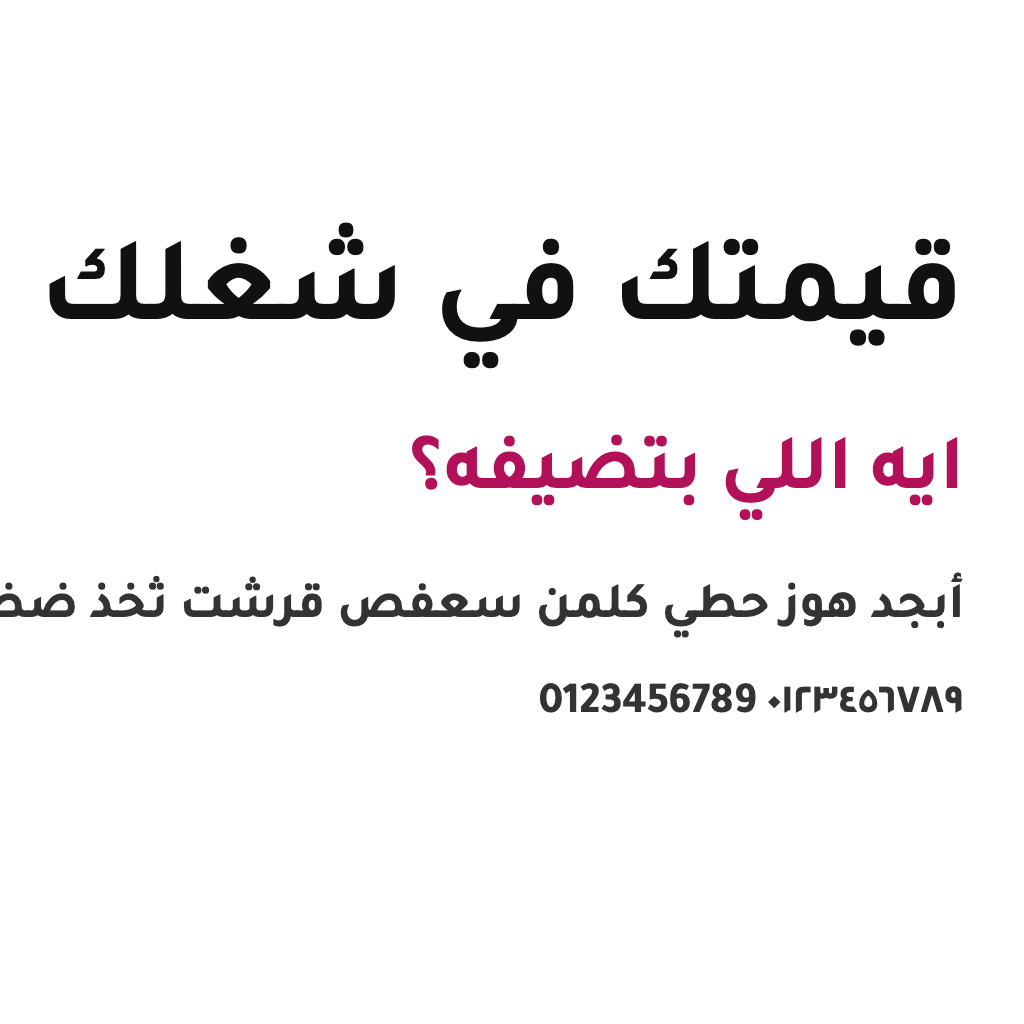 قيمتك في شغلك
ايه اللي بتضيفه؟
أبجد هوز حطي كلمن سعفص قرشت ثخذ
٠١٢٣٤٥٦٧٨٩ 0123456789